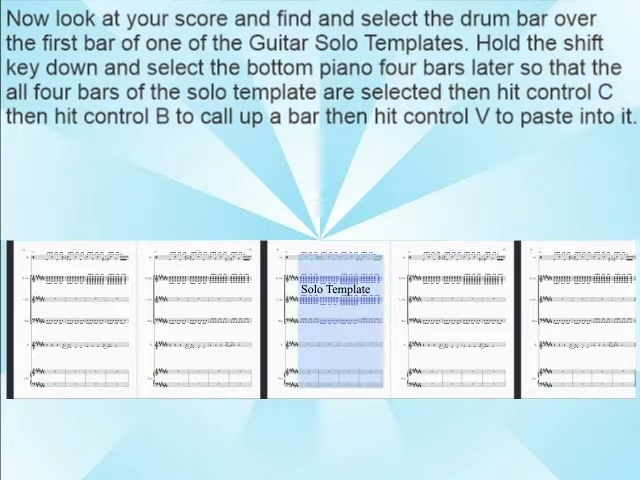 Now look at your score and find and select the drum bar over
the first bar of one of the Guitar Solo Templates. Hold the shift
key down and select the bottom piano four bars later so that the
all four bars of the solo template are selected then hit control C
then hit control B to call up a bar then hit control V to paste into it.
Solo Template